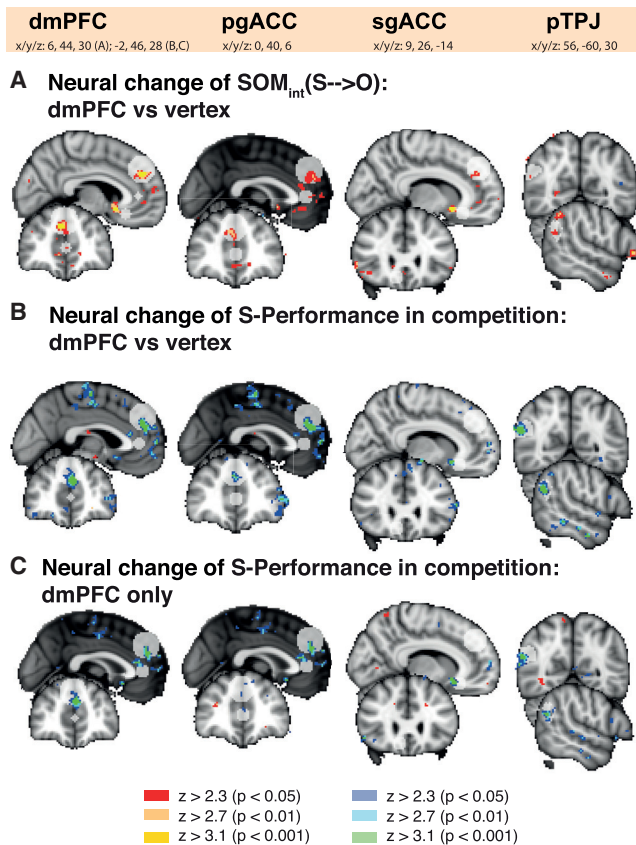 dmPFC pgACC sgACC pTPJ
x/y/z: 6, 44, 30 (A); -2, 46, 28 (B,C) x/y/z: 0, 40, 6 x/y/z: 9, 26, -14 x/y/z: 56, -60, 30
A Neural change of SOMint(S-->O):
dmPFC vs vertex
B Neural change of S-Performance in competition:
dmPFC vs vertex
C Neural change of S-Performance in competition:
dmPFC only
z > 2.3 (p < 0.05) z > 2.3 (p < 0.05)
z > 2.7 (p < 0.01) z > 2.7 (p < 0.01)
z > 3.1 (p < 0.001) z > 3.1 (p < 0.001)